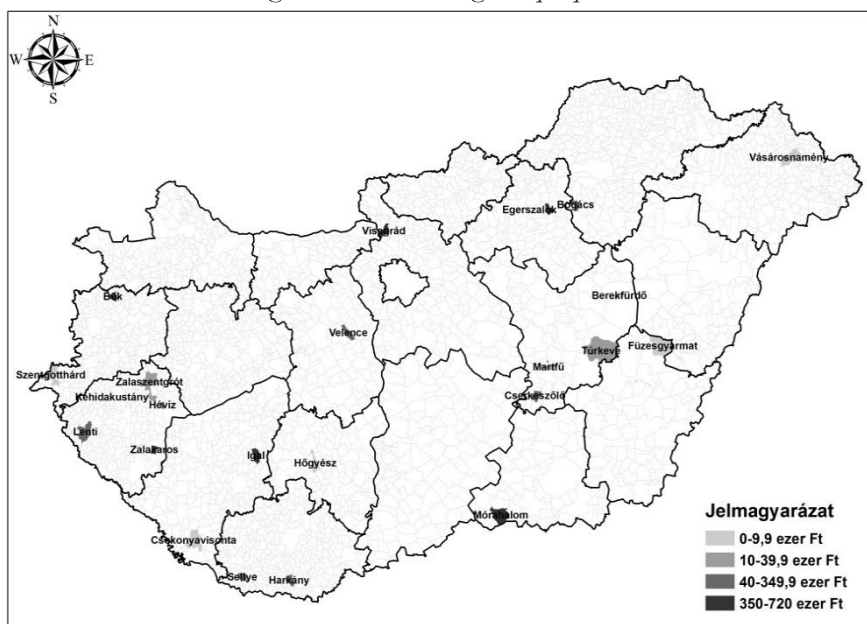 N
W E
S
Vásárosnamény
Egerszalók
Bogács
Visegrád
Berekfürdő
Bük
Velence
Túrkeve
Füzesgyarmat
Martfű
Szentgotthárd
Zalaszentgrót
Kehidakustány
Hévíz
Cserkeszőlő
Lenti
Zalakaros
Igal
Hőgyész
Mórahalom
Csokonyavisonta
Sellye
Harkány
Jelmagyarázat
0-9,9 ezer Ft
10-39,9 ezer Ft
40-349,9 ezer Ft
350-720 ezer Ft